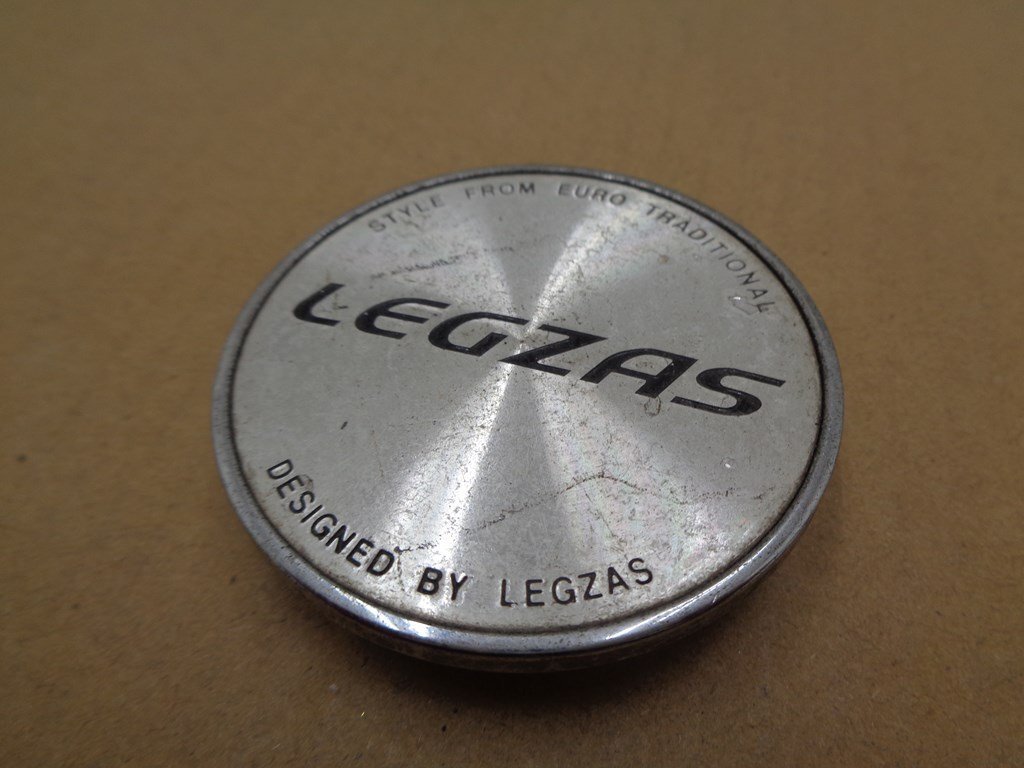 STYLE FROM EURO TRADITIONAL
LEGZAS
DESIGNED BY LEGZAS